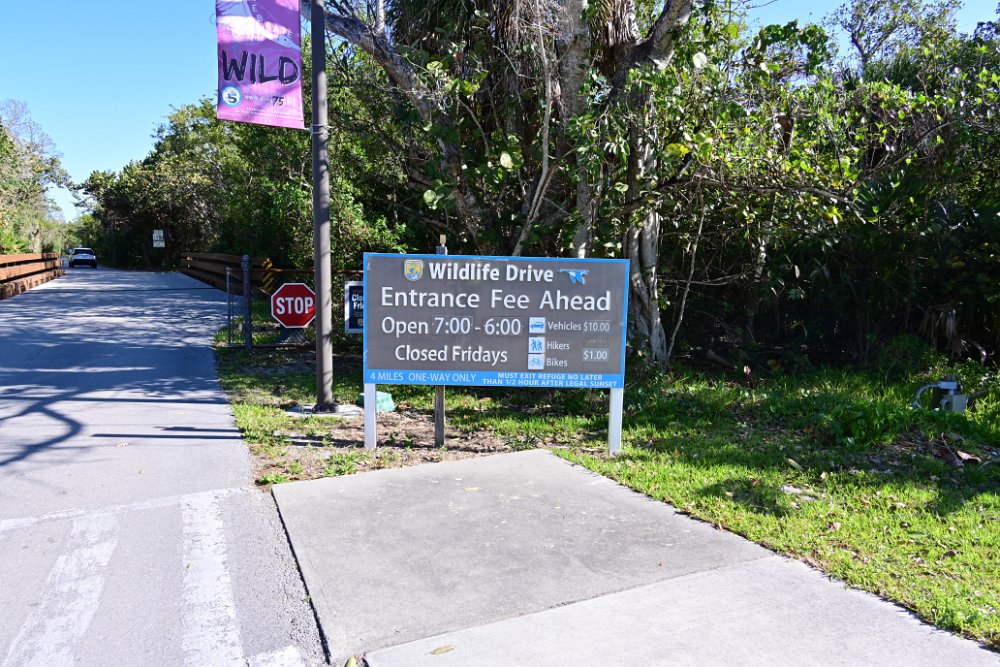 WILD
75
STOP
Wildlife Drive
Entrance Fee Ahead
Open 7:00 - 6:00
Closed Fridays
Vehicles $10.00
Hikers
Bikes
$1.00
4 MILES ONE-WAY ONLY
MUST EXIT REFUGE NO LATER
THAN 1/2 HOUR AFTER LEGAL SUNSET